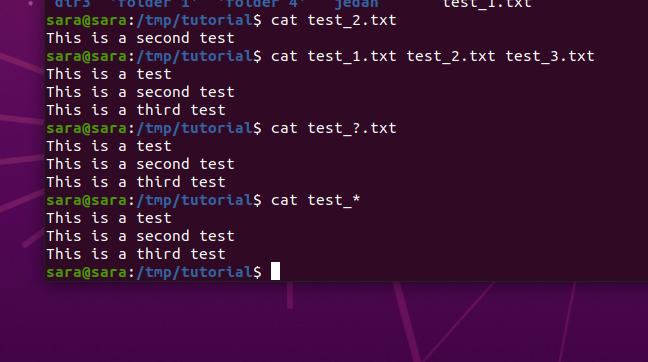 dir3  'folder 1'  'folder 4'  jedan  test_1.txt
sara@sara:/tmp/tutorial$ cat test_2.txt
This is a second test
sara@sara:/tmp/tutorial$ cat test_1.txt test_2.txt test_3.txt
This is a test
This is a second test
This is a third test
sara@sara:/tmp/tutorial$ cat test_?.txt
This is a test
This is a second test
This is a third test
sara@sara:/tmp/tutorial$ cat test_*
This is a test
This is a second test
This is a third test
sara@sara:/tmp/tutorial$